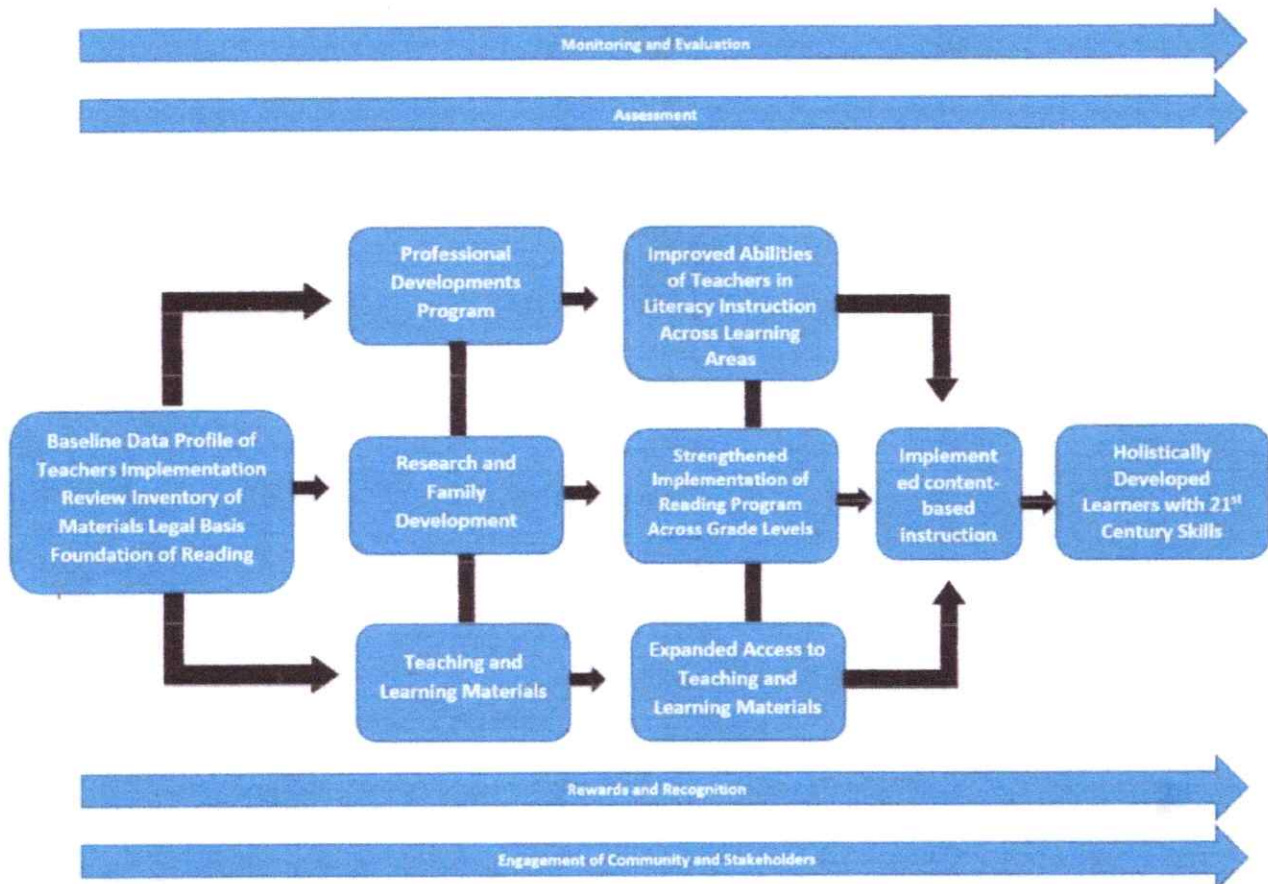 Monitoring and Evaluation
Assessment
Professional
Developments
Program
Improved Abilities
of Teachers in
Literacy Instruction
Across Learning
Areas
Baseline Data Profile of
Teachers Implementation
Review Inventory of
Materials Legal Basis
Foundation of Reading
Research and
Family
Development
Strengthened
Implementation of
Reading Program
Across Grade Levels
Implement
ed content-
based
instruction
Holistically
Developed
Learners with 21st
Century Skills
Teaching and
Learning Materials
Expanded Access to
Teaching and
Learning Materials
Rewards and Recognition
Engagement of Community and Stakeholders